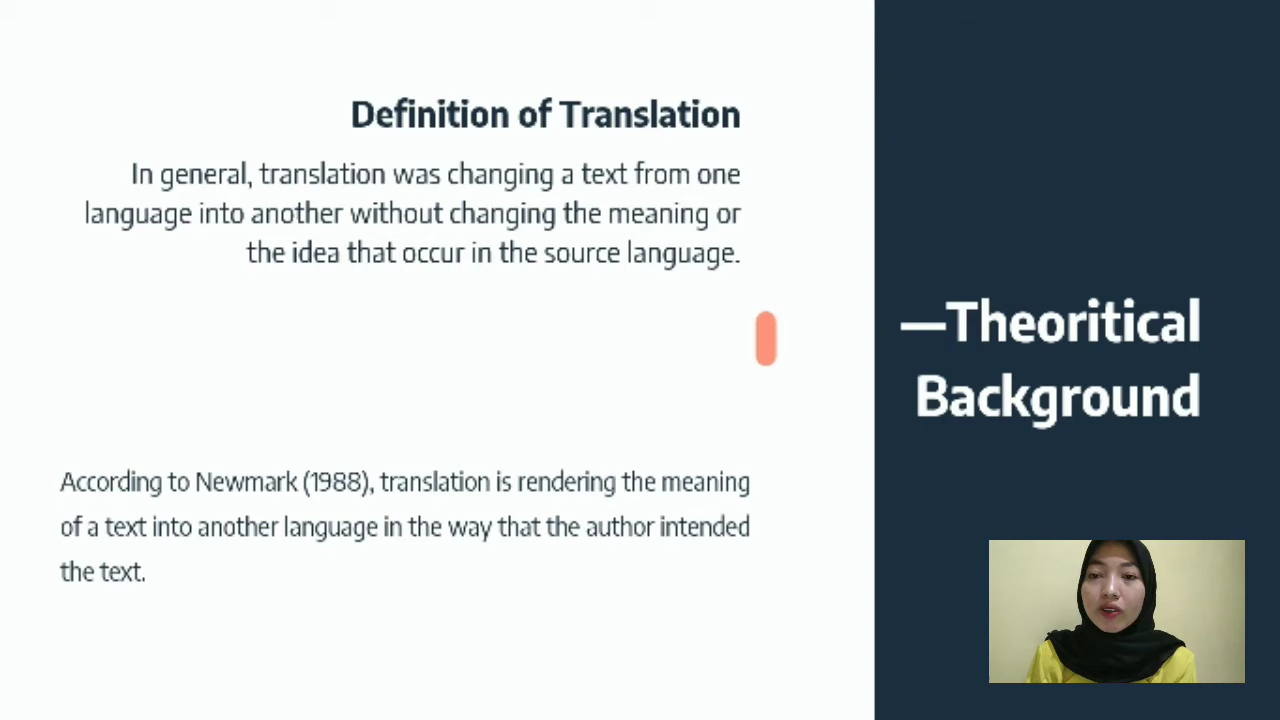 Definition of Translation
In general, translation was changing a text from one
language into another without changing the meaning or
the idea that occur in the source language.
According to Newmark (1988), translation is rendering the meaning
of a text into another language in the way that the author intended
the text.
—Theoritical
Background